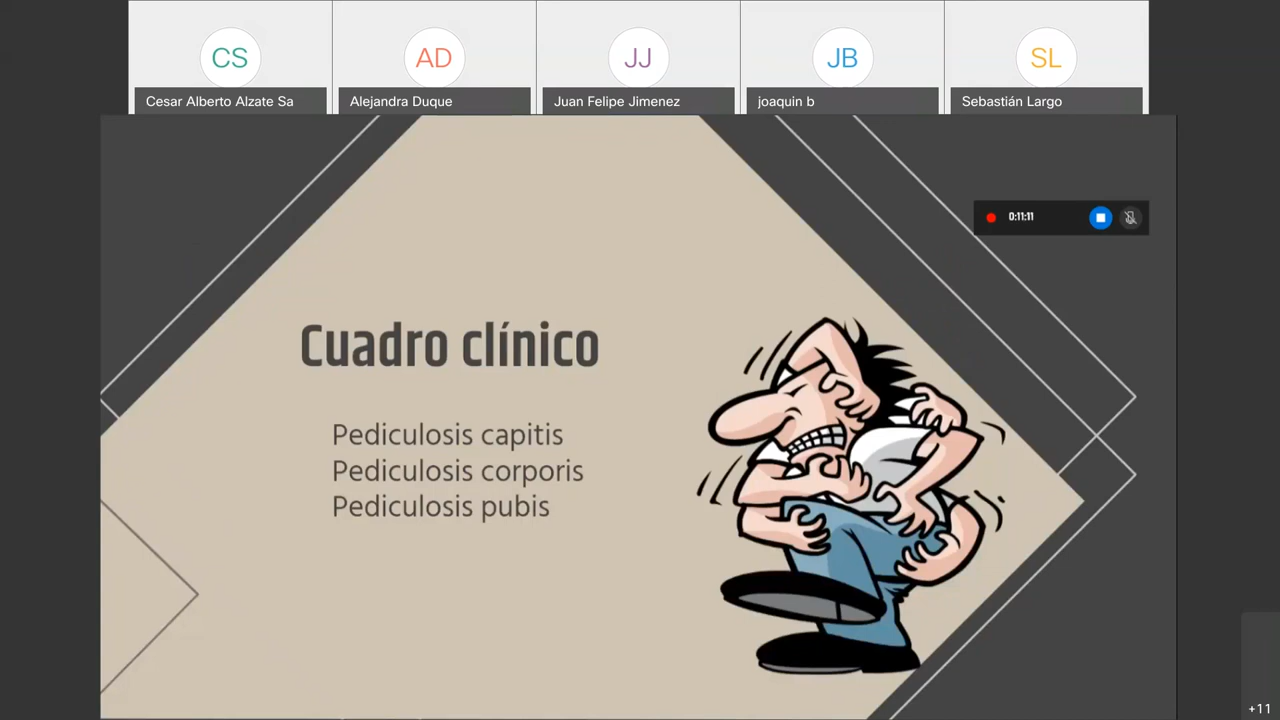 CS
AD
JJ
JB
SL
Cesar Alberto Alzate Sa
Alejandra Duque
Juan Felipe Jimenez
joaquin b
Sebastián Largo
0:11:11
Cuadro clínico
Pediculosis capitis
Pediculosis corporis
Pediculosis pubis
+11